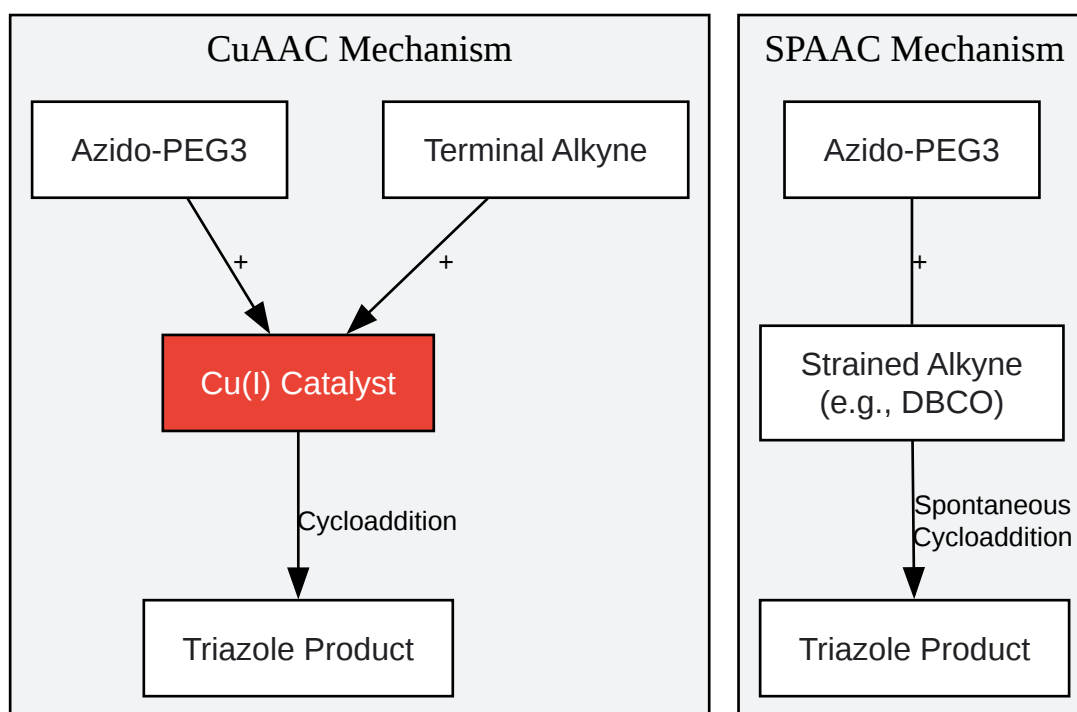 CuAAC Mechanism
Azido-PEG3
Terminal Alkyne
+
+
Cu(I) Catalyst
Cycloaddition
Triazole Product
SPAAC Mechanism
Azido-PEG3
+
Strained Alkyne
(e.g., DBCO)
Spontaneous
Cycloaddition
Triazole Product